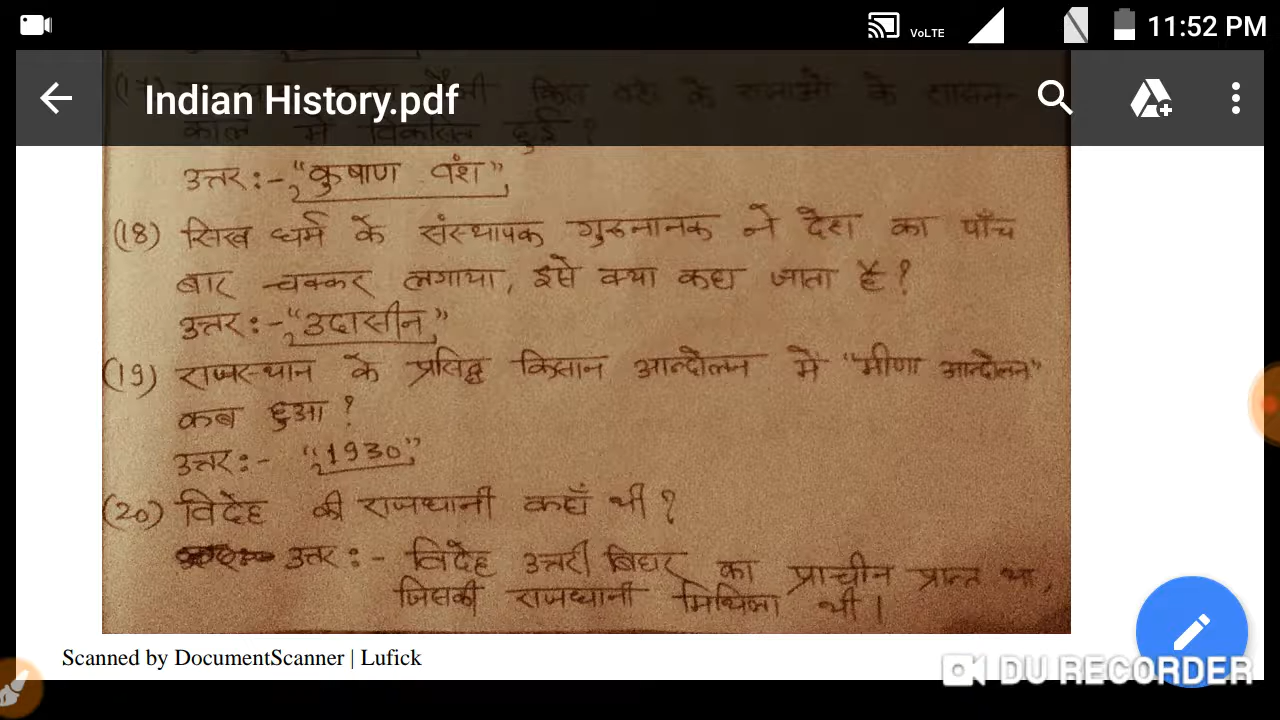 VoLTE 11:52 PM
Indian History.pdf
काल में विकसित हुई ?
उत्तर :- "कुषाण वंश"
(18) सिख धर्म के संस्थापक गुरुनानक ने देश का पाँच
बार चक्कर लगाया, इसे क्या कहा जाता है ?
उत्तर :- "उदासीन"
(19) राजस्थान के प्रसिद्ध किसान आन्दोलन में "मीणा आन्दोलन"
कब हुआ ?
उत्तर :- "1930"
(20) विदेह की राजधानी कहाँ थी ?
उत्तर :- विदेह उत्तरी बिहार का प्राचीन प्रान्त था,
जिसकी राजधानी मिथिला थी ।
Scanned by DocumentScanner | Lufick
DU RECORDER